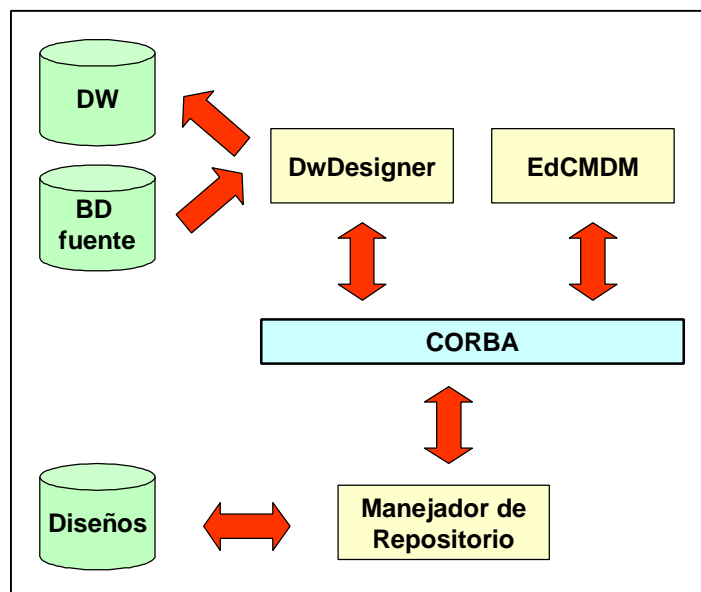 DW
DwDesigner
EdCMDM
BD
fuente
CORBA
Diseños
Manejador de
Repositorio